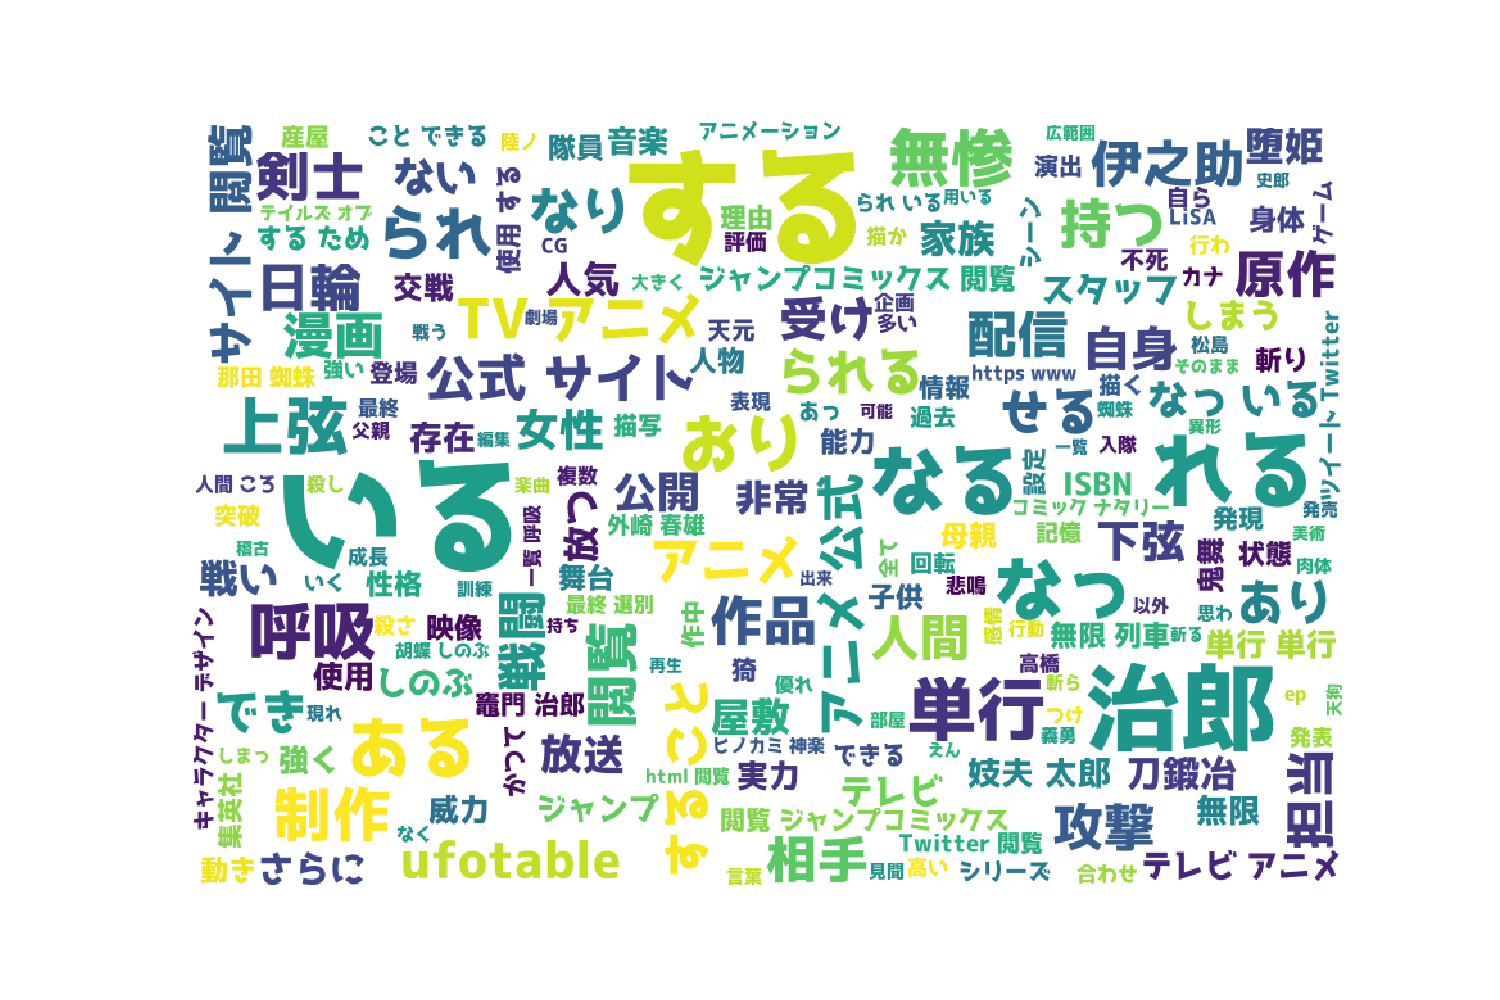 産屋
こと できる
陸ノ
隊員
音楽
アニメーション
広範囲
サイト 閲覧
剣士
ない
使用 する
する
無惨
演出
伊之助
堕姫
史郎
テイルズ オブ
する ため
られ
なり
CG
理由
評価
られ いる
用いる
描か
家族
シーン
持つ
自ら
LiSA
行わ
身体
ゲーム
日輪
交戦
人気
大きく
ジャンプコミックス 閲覧
スタッフ
不死
カナ
原作
漫画
戦う
TV アニメ
劇場
天元
受け
企画
多い
配信
自身
しまう
松島
そのまま
斬り
ツイート Twitter
那田 蜘蛛
強い
登場
公式 サイト
人物
られる
情報
https www
描く
蜘蛛
なっ いる
異形
上弦
最終
父親
存在
編集
女性
描写
表現
おり
あっ
可能
能力
過去
せる
一覧
入隊
人間 ころ
殺し
いる
楽曲
複数
公開
非常
アニメ 公式
なる
設定
ISBN
コミック ナタリー
れる
発売
突破
稽古
成長
一覧 呼吸
放つ
外崎 春雄
アニメ
出来
全て
母親
回転
記憶
下弦
発現
鬼舞
状態
美術
肉体
戦い
いく
性格
訓練
戦闘
舞台
最終 選別
持ち
閲覧
作中
作品
子供
悲鳴
感情
行動
なっ
以外
思わ
あり
キャラクター デザイン
呼吸
殺さ
映像
胡蝶 しのぶ
使用
しのぶ
再生
猗
優れ
人間
無限 列車
斬る
単行 単行
高橋
斬ら
でき
現れ
竈門 治郎
すること
屋敷
部屋
単行
つけ
義勇
治郎
ep
天狗
発表
しまっ
強く
ある
かつて
放送
html 閲覧
ヒノカミ 神楽
できる
えん
実力
テレビ
妓夫 太郎
刀鍛冶
担当
集英社
制作
なく
威力
ジャンプ
閲覧 ジャンプコミックス
Twitter 閲覧
攻撃
無限
動き
さらに
ufotable
言葉
相手
見聞
高い
シリーズ
合わせ
テレビ アニメ